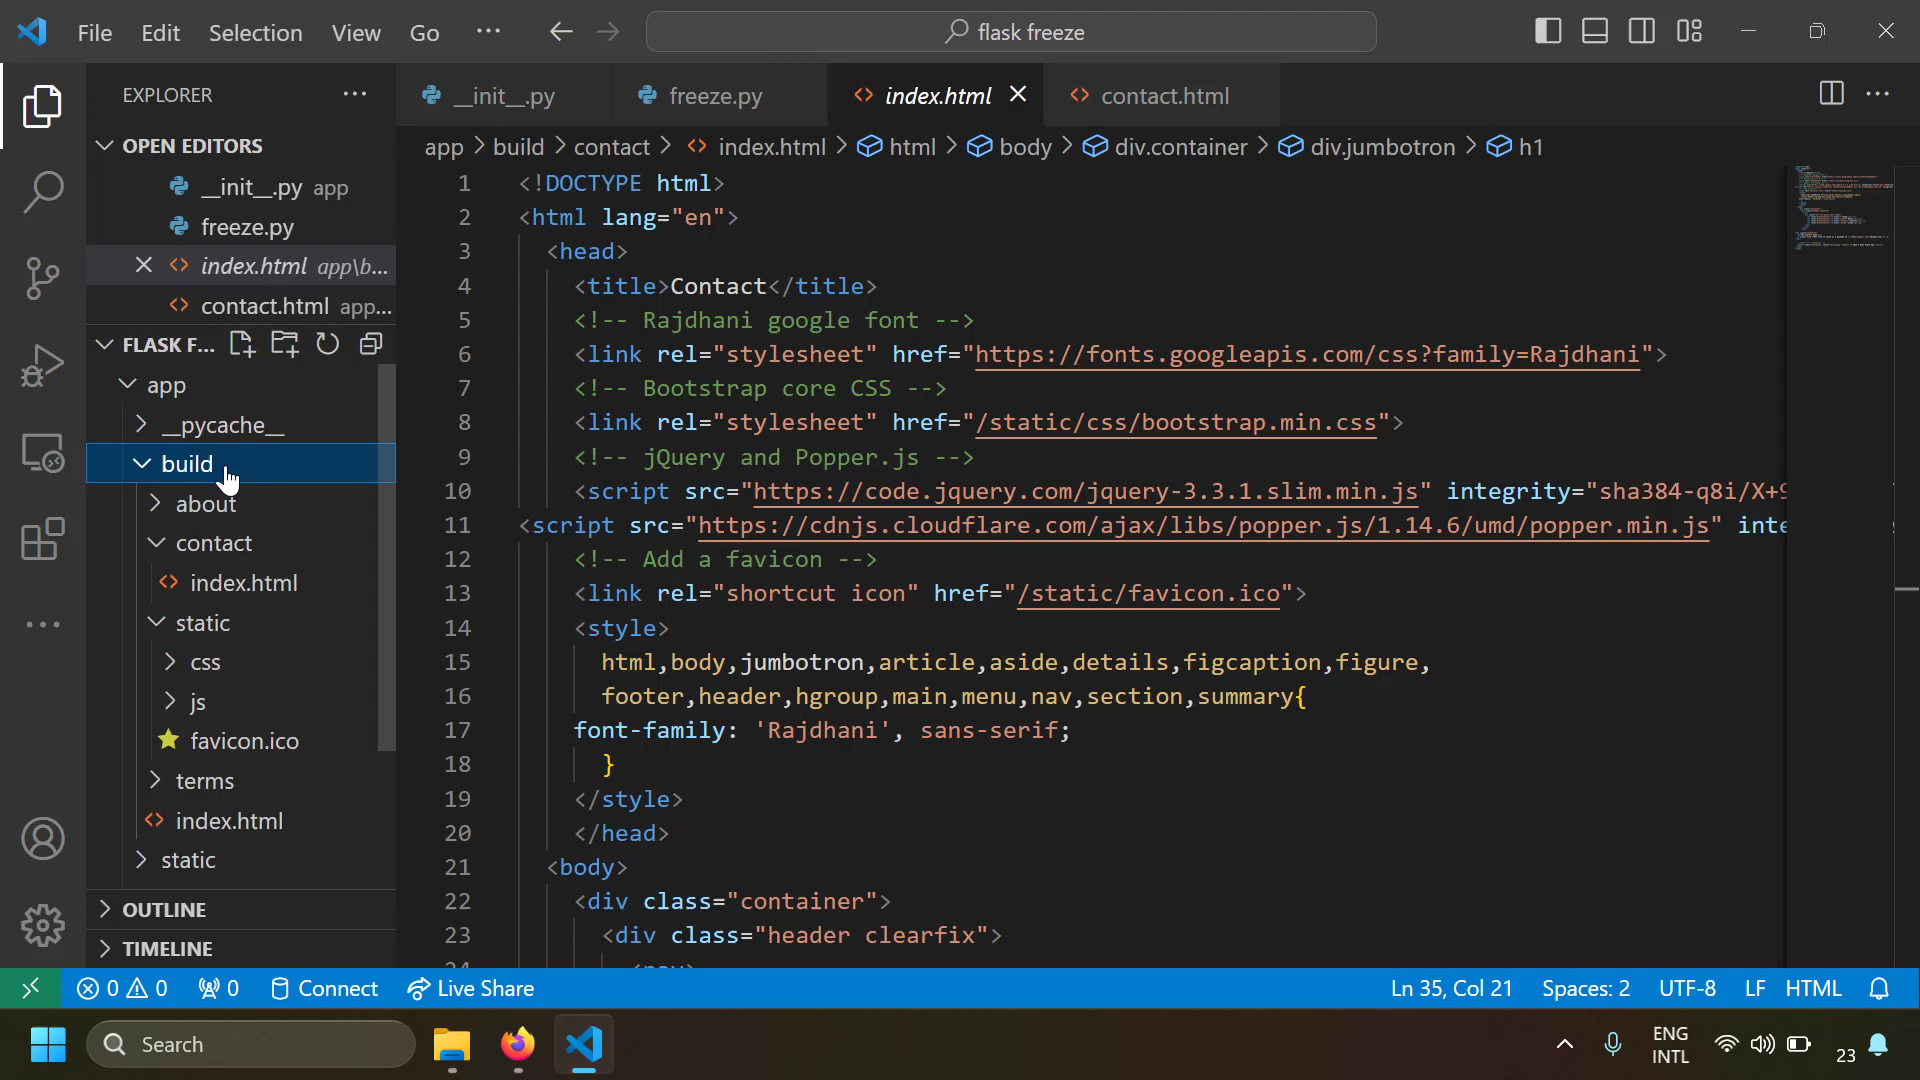 File Edit Selection View Go ··· flask freeze
EXPLORER ···
OPEN EDITORS
__init__.py app
freeze.py
index.html app\b...
contact.html app...
FLASK F...
app
__pycache__
build
about
contact
index.html
static
css
js
favicon.ico
terms
index.html
static
OUTLINE
TIMELINE
__init__.py freeze.py index.html contact.html ···
app > build > contact > index.html > html > body > div.container > div.jumbotron > h1
1 <!DOCTYPE html>
2 <html lang="en">
3 <head>
4 <title>Contact</title>
5 <!-- Rajdhani google font -->
6 <link rel="stylesheet" href="https://fonts.googleapis.com/css?family=Rajdhani">
7 <!-- Bootstrap core CSS -->
8 <link rel="stylesheet" href="/static/css/bootstrap.min.css">
9 <!-- jQuery and Popper.js -->
10 <script src="https://code.jquery.com/jquery-3.3.1.slim.min.js" integrity="sha384-q8i/X+9
11 <script src="https://cdnjs.cloudflare.com/ajax/libs/popper.js/1.14.6/umd/popper.min.js" inte
12 <!-- Add a favicon -->
13 <link rel="shortcut icon" href="/static/favicon.ico">
14 <style>
15 html,body,jumbotron,article,aside,details,figcaption,figure,
16 footer,header,hgroup,main,menu,nav,section,summary{
17 font-family: 'Rajdhani', sans-serif;
18 }
19 </style>
20 </head>
21 <body>
22 <div class="container">
23 <div class="header clearfix">
24 <nav>
0 0 0 Connect Live Share Ln 35, Col 21 Spaces: 2 UTF-8 LF HTML
Search ENG
INTL 23